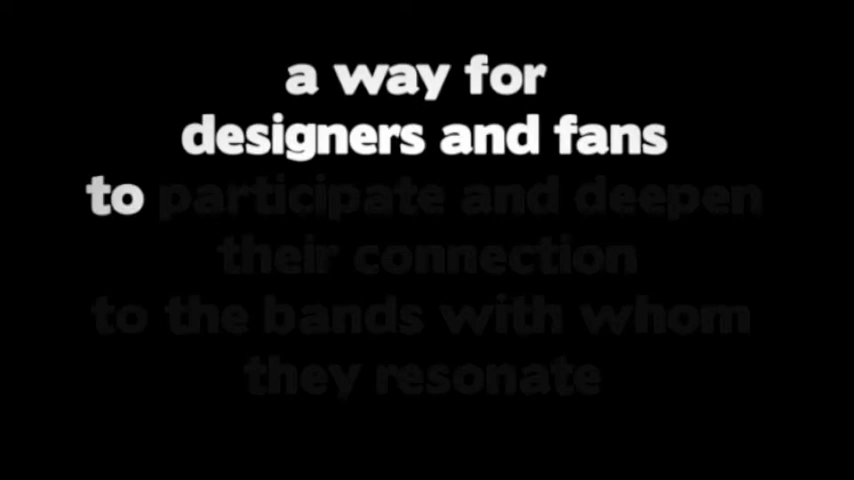 a way for
designers and fans
to participate and deepen
their connection
to the bands with whom
they resonate